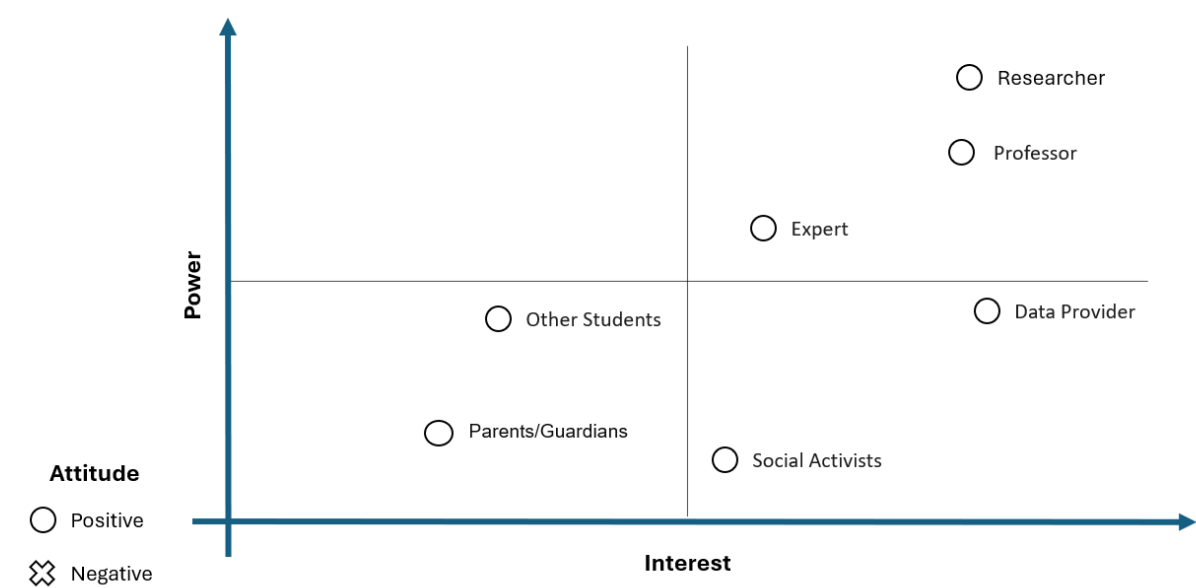 Researcher
Professor
Expert
Power
Data Provider
Other Students
Parents/Guardians
Social Activists
Attitude
Positive
Interest
Negative